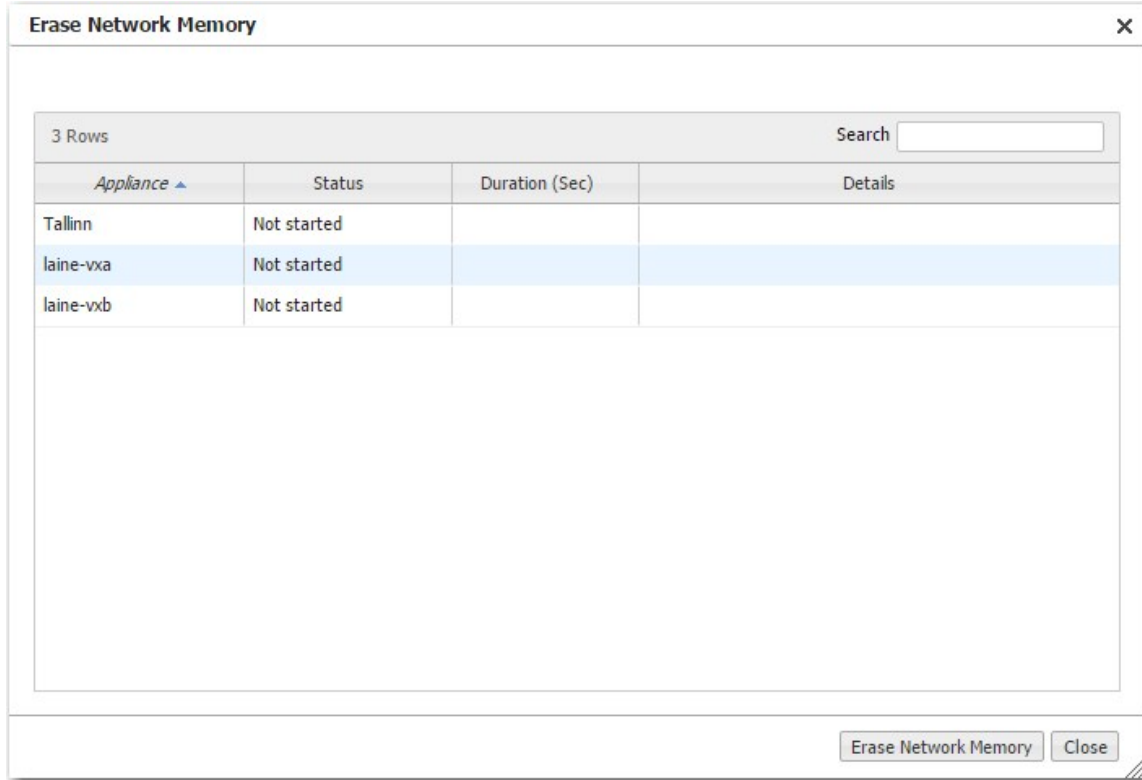 Erase Network Memory
3 Rows Search
Appliance Status Duration (Sec) Details
Tallinn Not started
laine-vxa Not started
laine-vxb Not started
Erase Network Memory Close